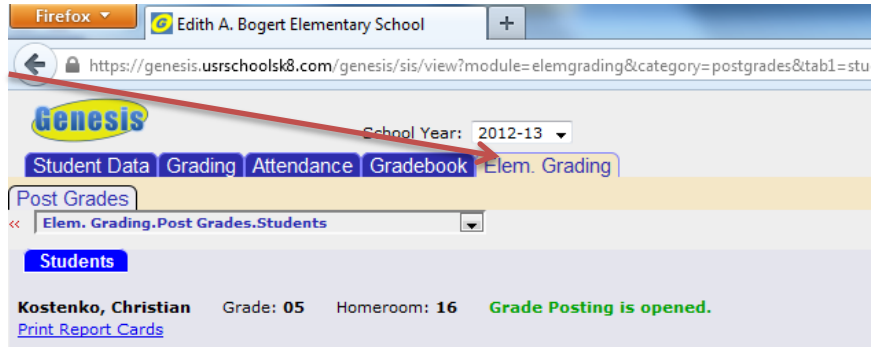 Firefox
Edith A. Bogert Elementary School
+
https://genesis.usrschoolsk8.com/genesis/sis/view?module=elemgrading&category=postgrades&tab1=stu
Genesis
School Year: 2012-13
Student Data Grading Attendance Gradebook Elem. Grading
Post Grades
« Elem. Grading.Post Grades.Students
Students
Kostenko, Christian Grade: 05 Homeroom: 16 Grade Posting is opened.
Print Report Cards